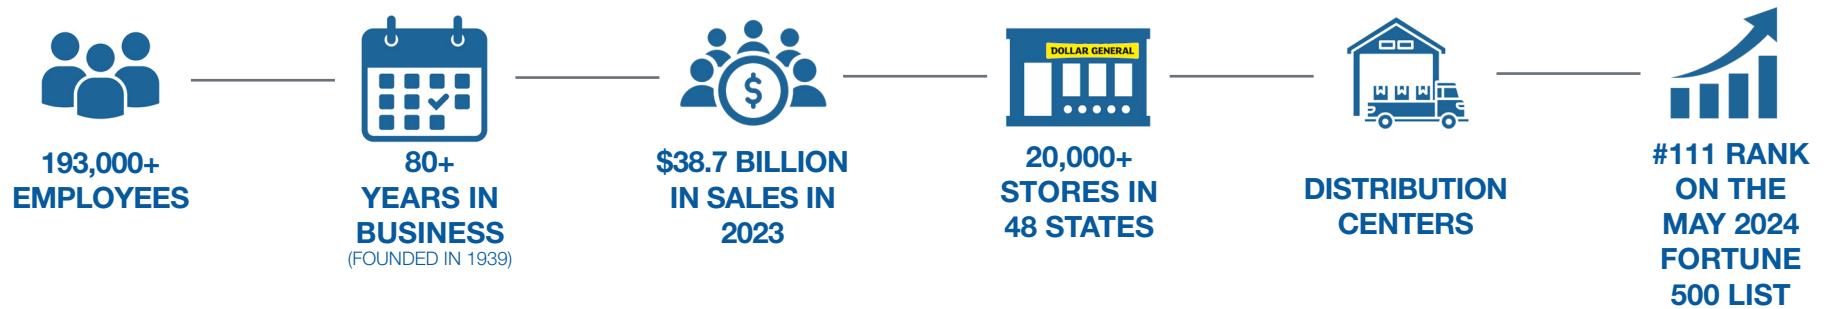 193,000+
EMPLOYEES
80+
YEARS IN
BUSINESS
(FOUNDED IN 1939)
$38.7 BILLION
IN SALES IN
2023
DOLLAR GENERAL
20,000+
STORES IN
48 STATES
DISTRIBUTION
CENTERS
#111 RANK
ON THE
MAY 2024
FORTUNE
500 LIST